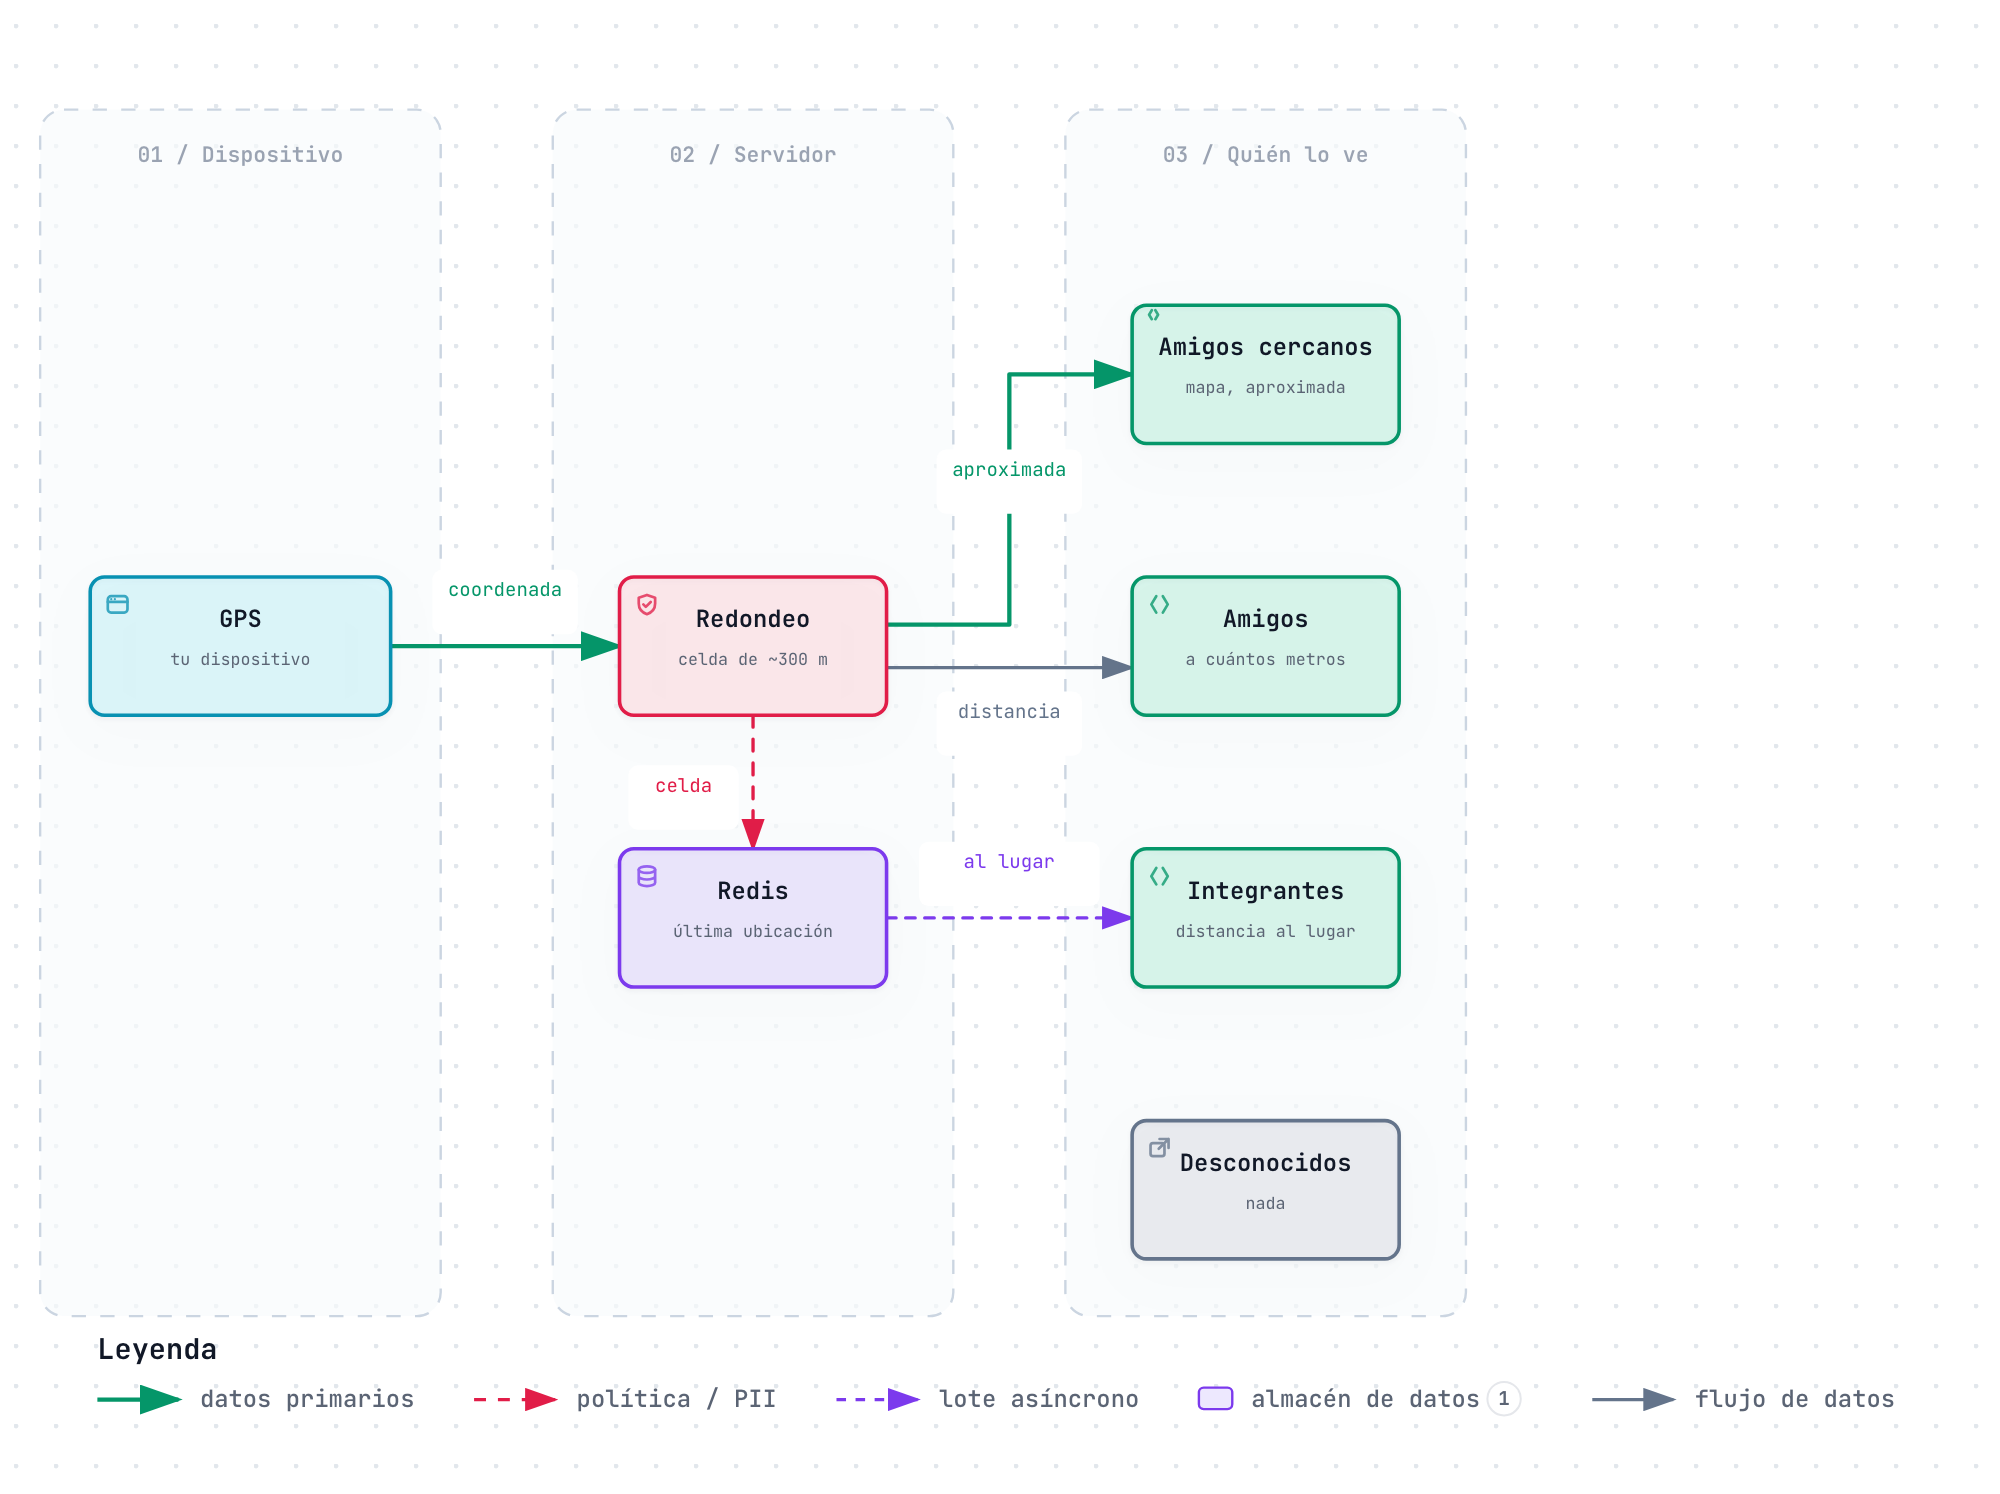 01 / Dispositivo
02 / Servidor
03 / Quién lo ve
Amigos cercanos
mapa, aproximada
aproximada
coordenada
GPS
tu dispositivo
Redondeo
celda de ~300 m
Amigos
a cuántos metros
distancia
celda
al lugar
Redis
última ubicación
Integrantes
distancia al lugar
Desconocidos
nada
Leyenda
datos primarios
política / PII
lote asíncrono
almacén de datos 1
flujo de datos